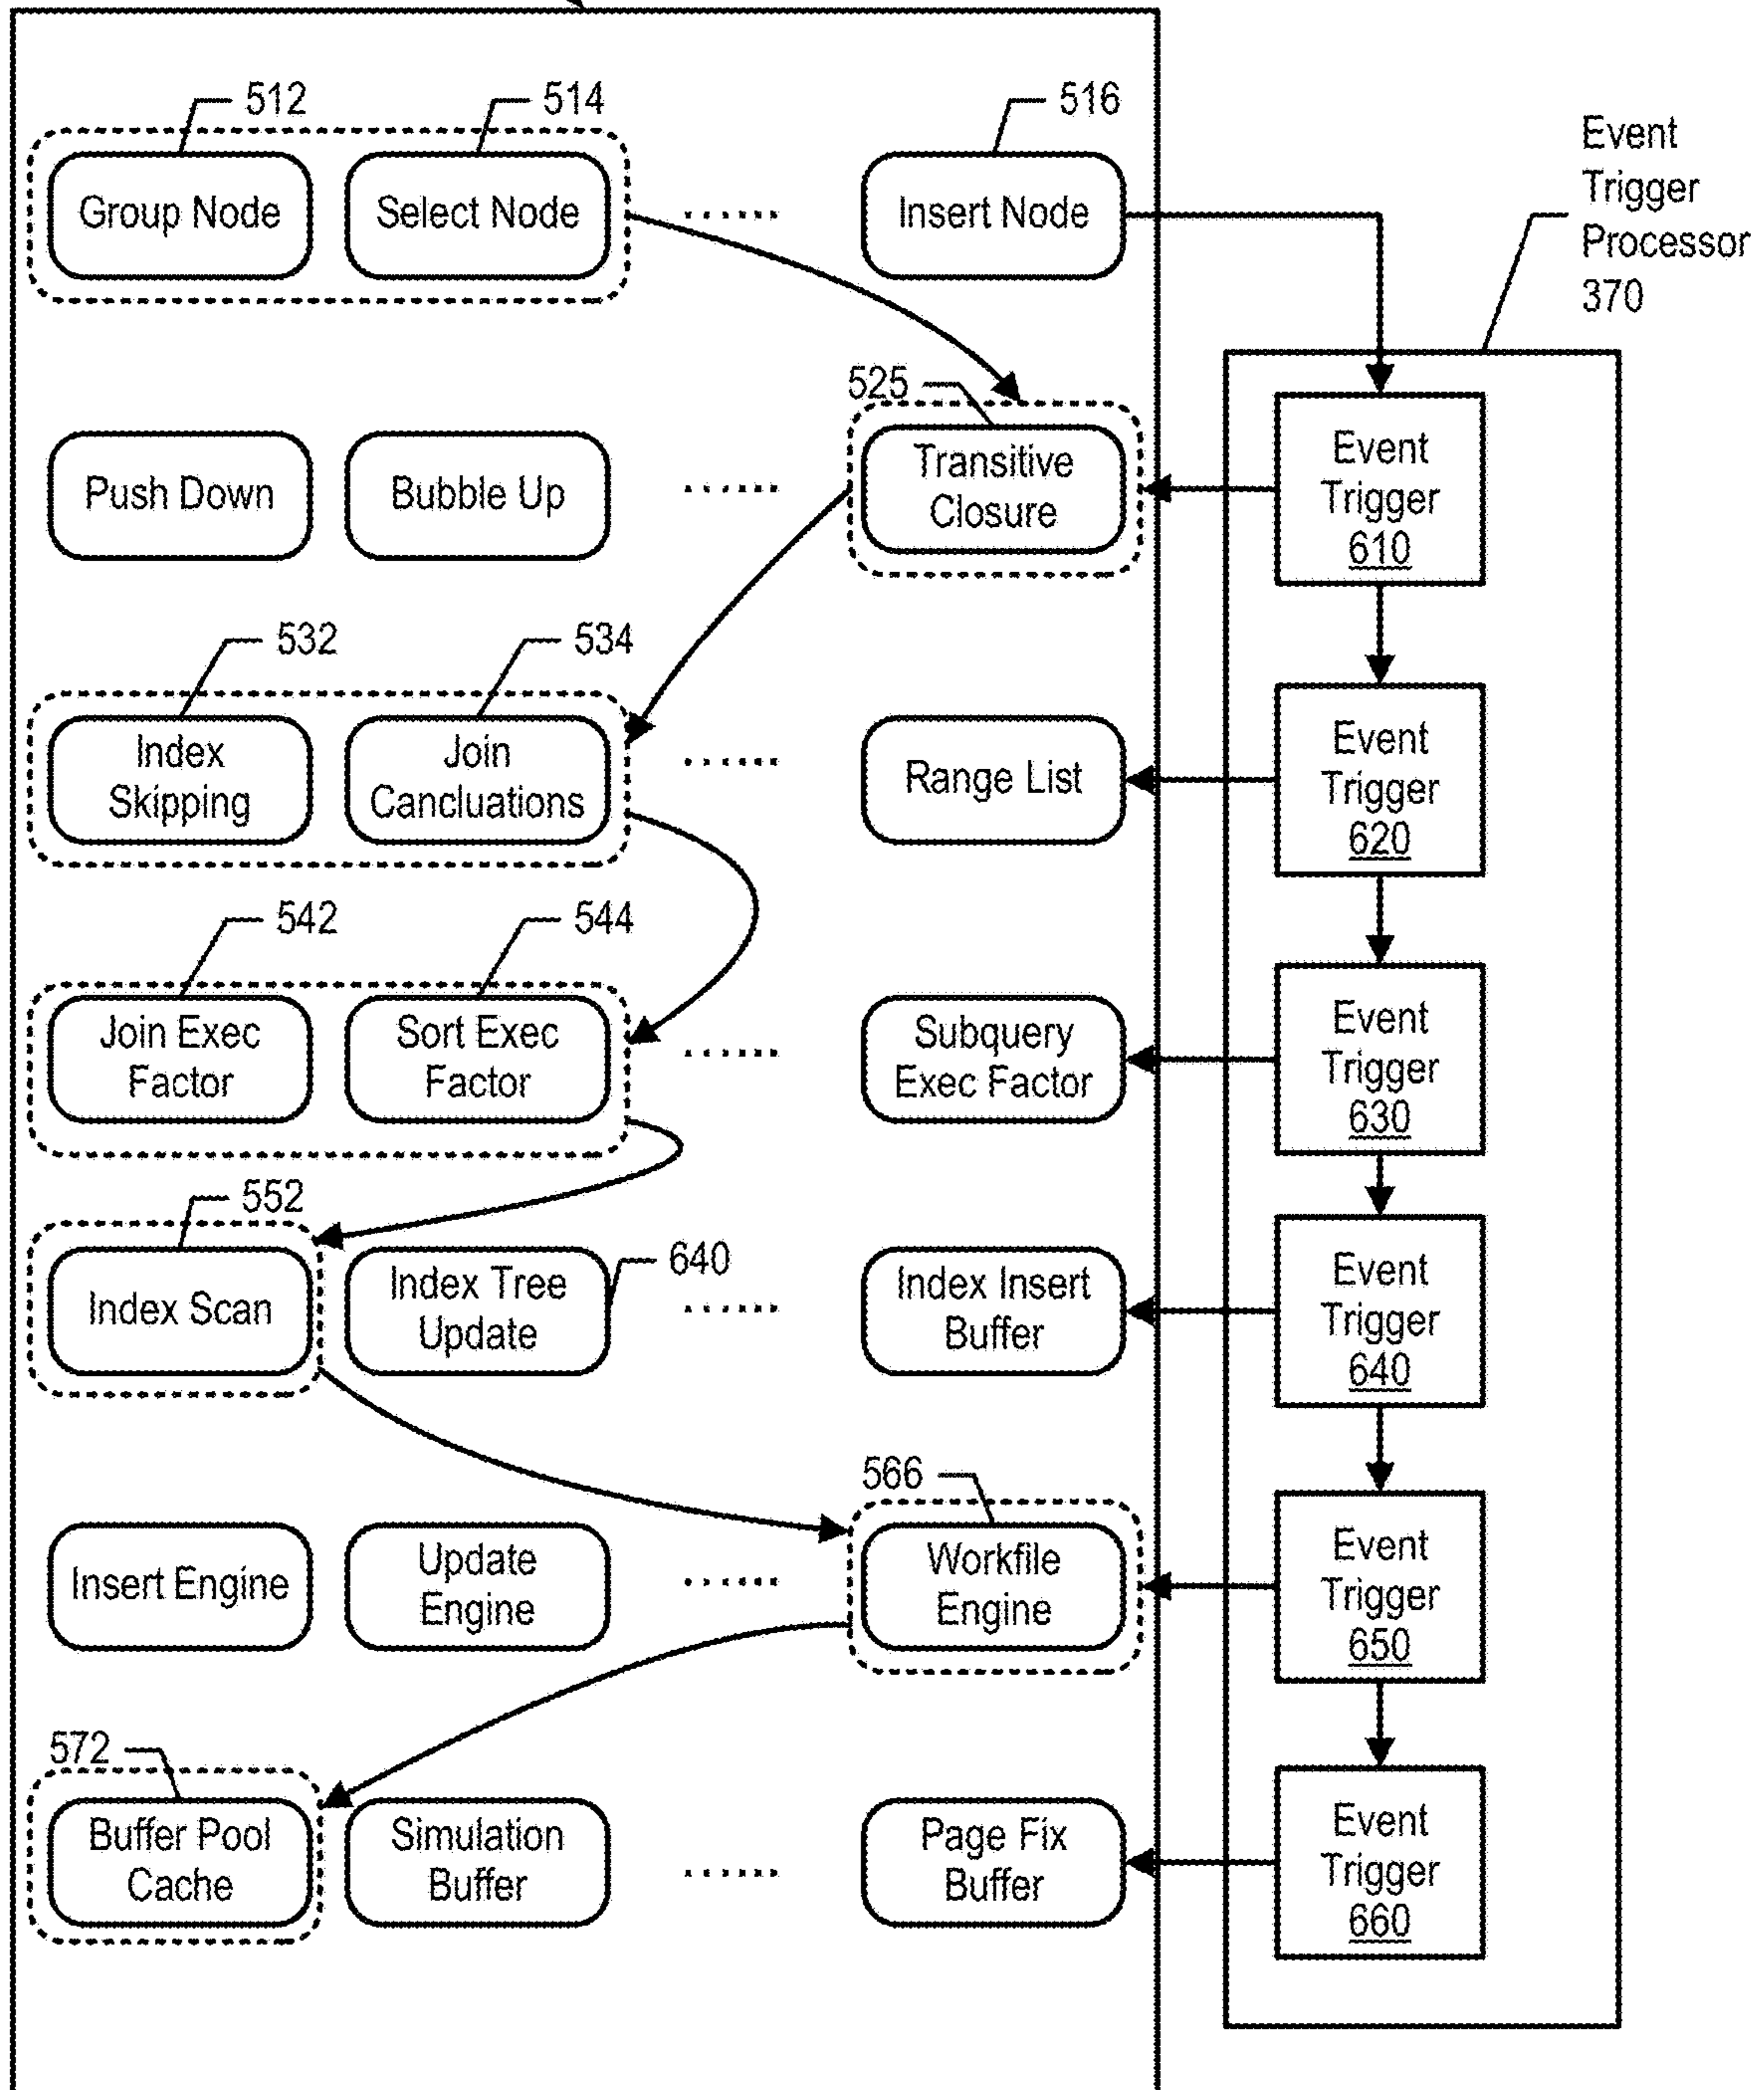 512
514
516
Event
Trigger
Processor
370
Group Node
Select Node
......
Insert Node
525
Push Down
Bubble Up
......
Transitive
Closure
Event
Trigger
610
532
534
Index
Skipping
Join
Cancluations
......
Range List
Event
Trigger
620
542
544
Join Exec
Factor
Sort Exec
Factor
......
Subquery
Exec Factor
Event
Trigger
630
552
640
Index Scan
Index Tree
Update
......
Index Insert
Buffer
Event
Trigger
640
566
Insert Engine
Update
Engine
......
Workfile
Engine
Event
Trigger
650
572
Buffer Pool
Cache
Simulation
Buffer
......
Page Fix
Buffer
Event
Trigger
660